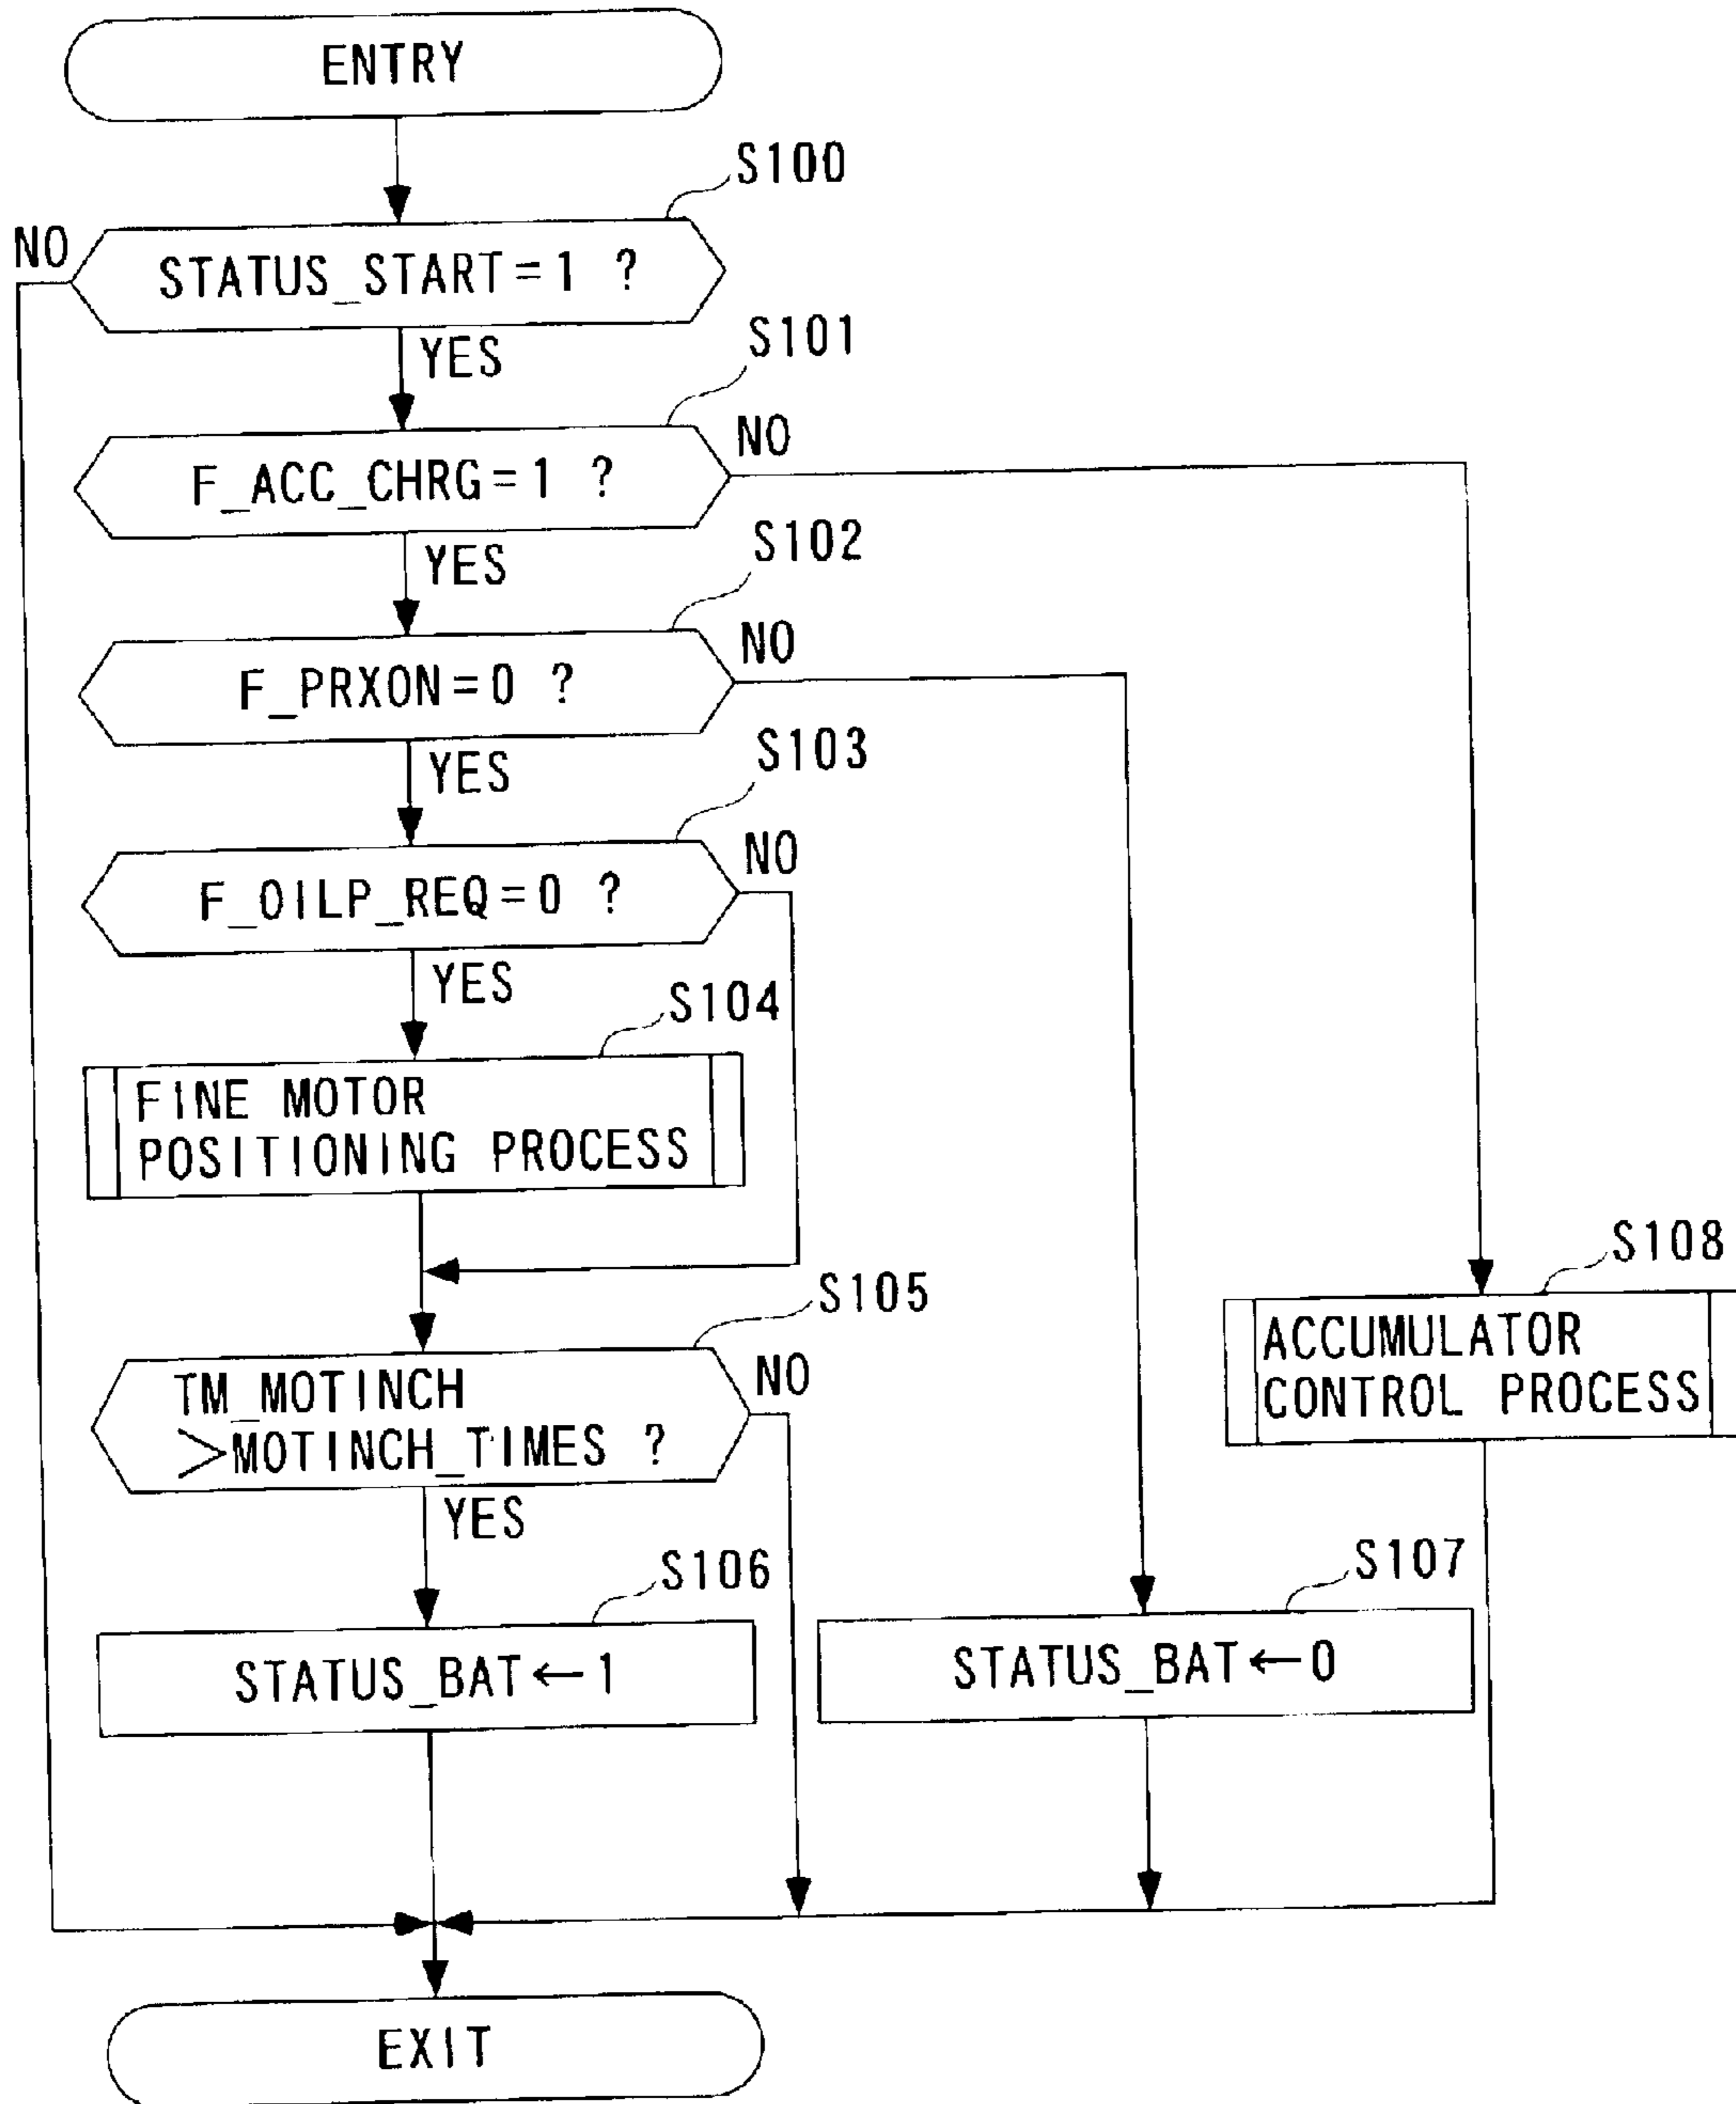 ENTRY
S100
NO
STATUS_START=1 ?
YES
S101
NO
F_ACC_CHRG=1 ?
YES
S102
NO
F_PRXON=0 ?
YES
S103
NO
F_OILP_REQ=0 ?
YES
S104
FINE MOTOR
POSITIONING PROCESS
S105
NO
TM_MOTINCH
>MOTINCH_TIMES ?
YES
S108
ACCUMULATOR
CONTROL PROCESS
S106
STATUS_BAT←1
S107
STATUS_BAT←0
EXIT